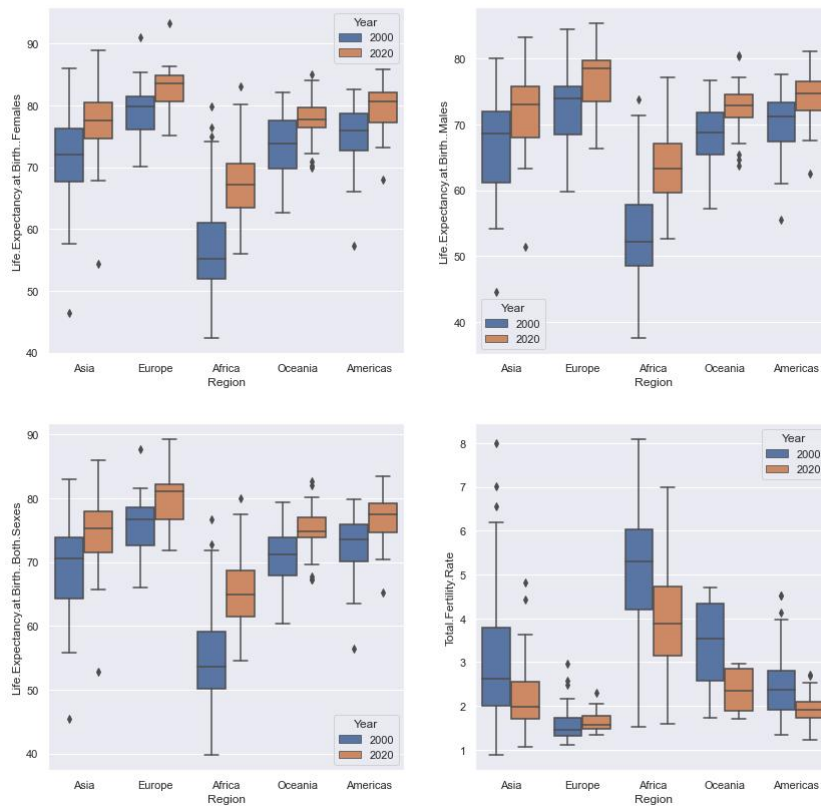 Life.Expectancy.at.Birth..Females
90
80
70
60
50
40
Year
2000
2020
Asia Europe Africa Oceania Americas
Region
Life.Expectancy.at.Birth..Males
80
70
60
50
40
Year
2000
2020
Asia Europe Africa Oceania Americas
Region
Life.Expectancy.at.Birth..Both.Sexes
90
80
70
60
50
40
Year
2000
2020
Asia Europe Africa Oceania Americas
Region
Total.Fertility.Rate
8
7
6
5
4
3
2
1
Year
2000
2020
Asia Europe Africa Oceania Americas
Region